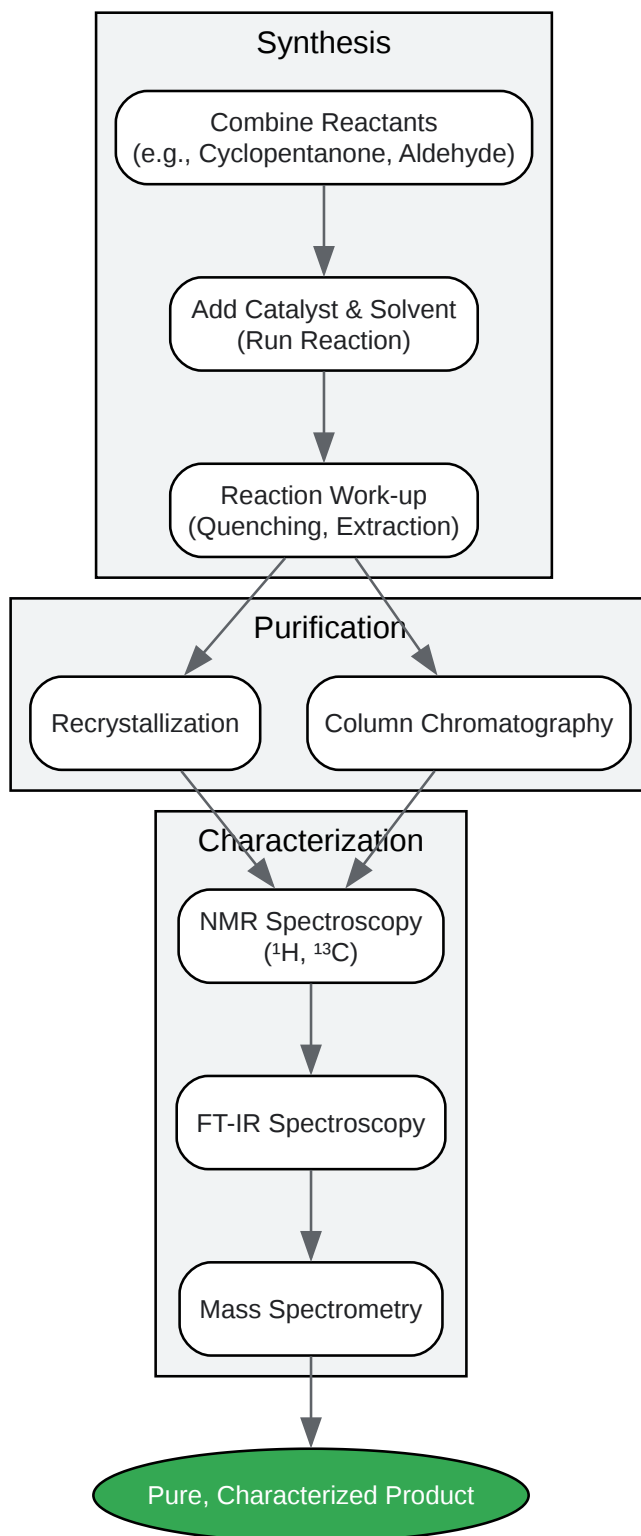 Synthesis
Combine Reactants
(e.g., Cyclopentanone, Aldehyde)
Add Catalyst & Solvent
(Run Reaction)
Reaction Work-up
(Quenching, Extraction)
Purification
Recrystallization
Column Chromatography
Characterization
NMR Spectroscopy
(¹H, ¹³C)
FT-IR Spectroscopy
Mass Spectrometry
Pure, Characterized Product